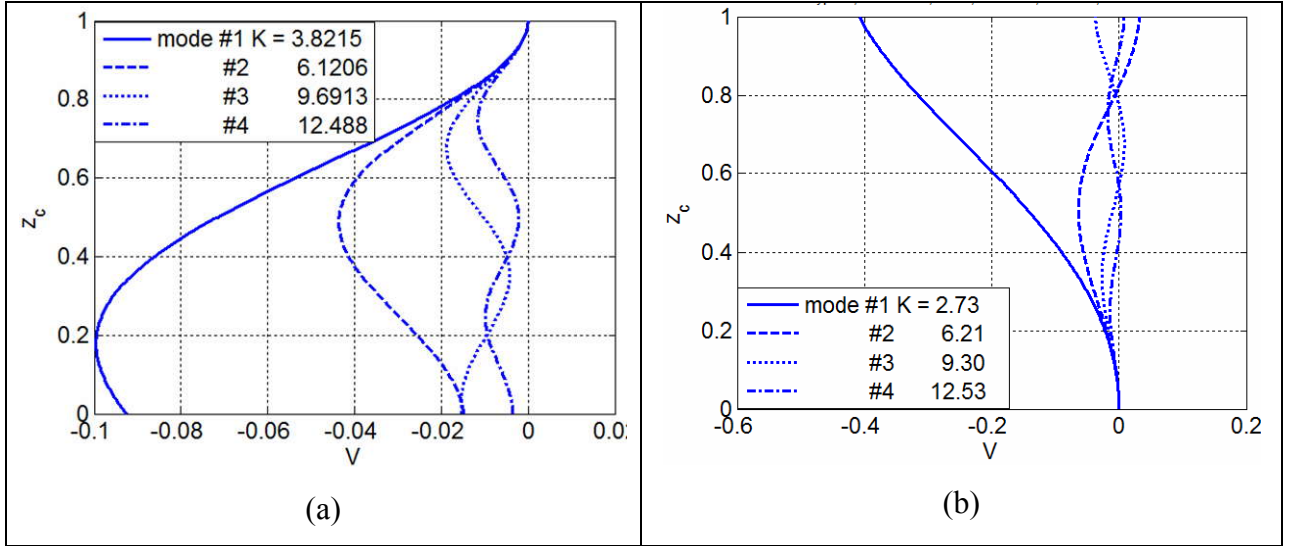 mode #1 K = 3.8215
#2 6.1206
#3 9.6913
#4 12.488
1
0.8
0.6
0.4
0.2
0
z_c
-0.1 -0.08 -0.06 -0.04 -0.02 0
V
(a)
1
0.8
0.6
0.4
0.2
0
z_c
mode #1 K = 2.73
#2 6.21
#3 9.30
#4 12.53
-0.6 -0.4 -0.2 0 0.2
V
(b)